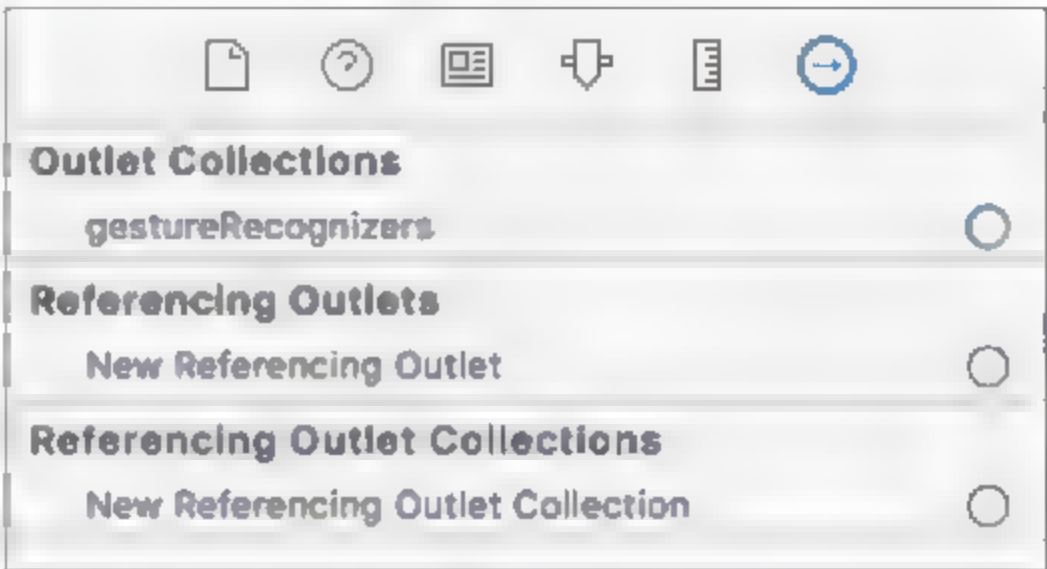 Outlet Collections
gestureRecognizers
Referencing Outlets
New Referencing Outlet
Referencing Outlet Collections
New Referencing Outlet Collection